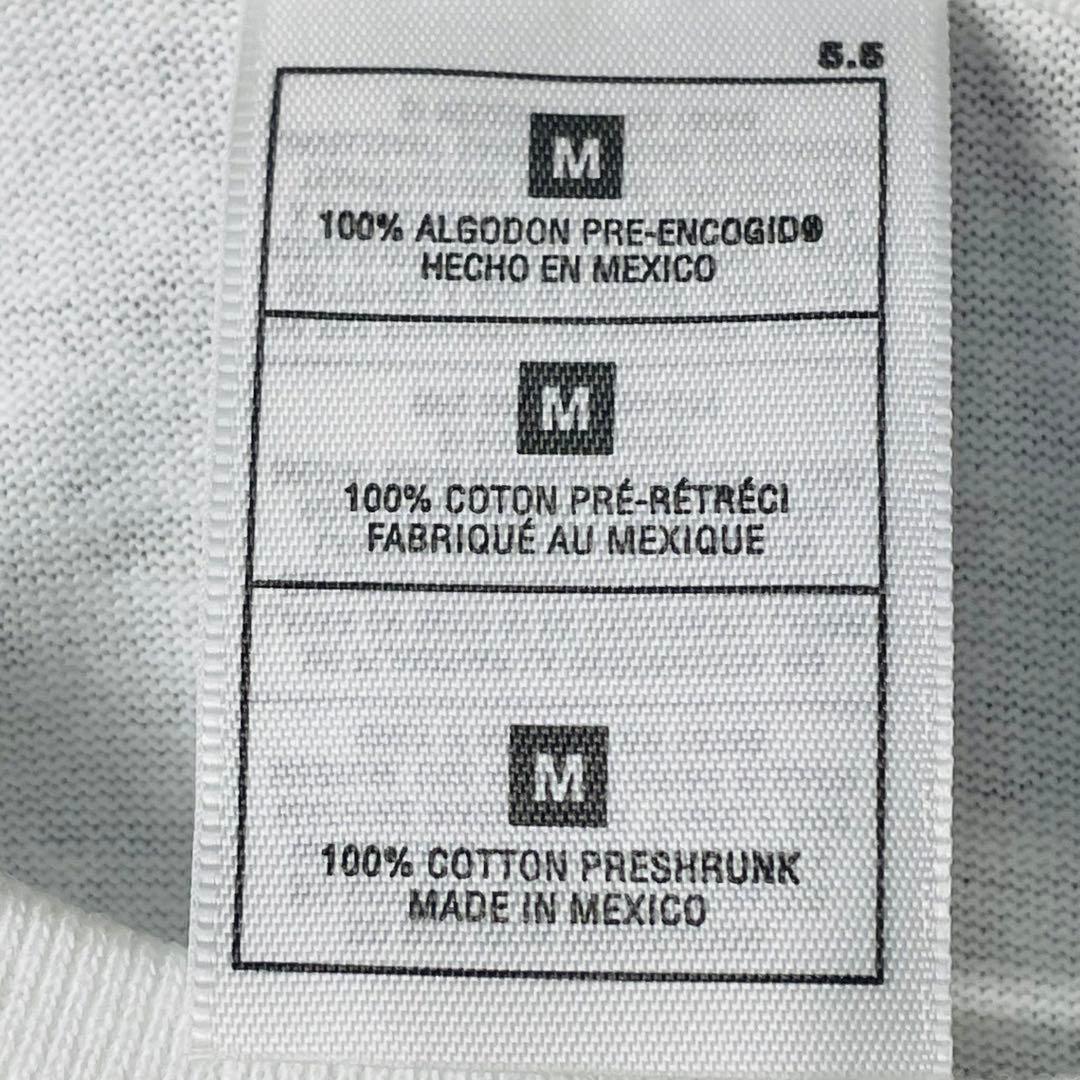 5.5
M
100% ALGODON PRE-ENCOGIDO
HECHO EN MEXICO
M
100% COTON PRÉ-RÉTRÉCI
FABRIQUÉ AU MEXIQUE
M
100% COTTON PRESHRUNK
MADE IN MEXICO